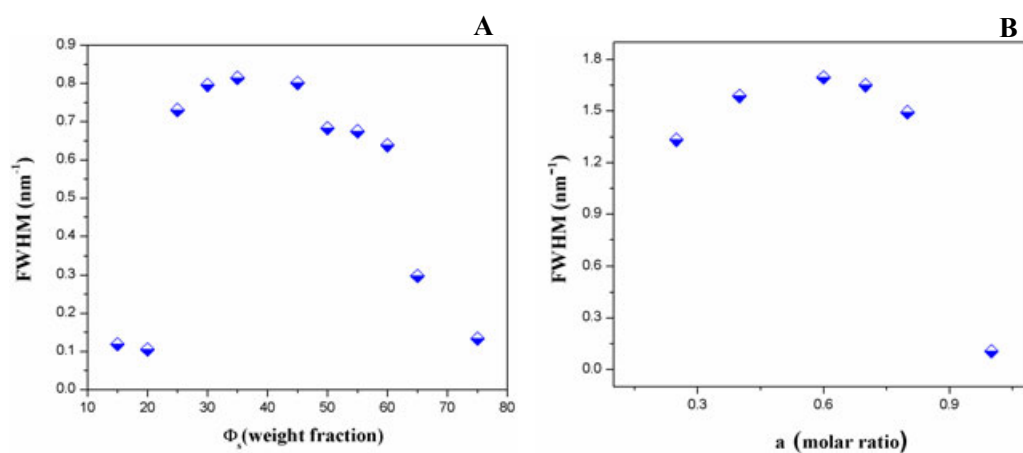 A
FWHM (nm⁻¹)
0.9
0.8
0.7
0.6
0.5
0.4
0.3
0.2
0.1
0.0
10 20 30 40 50 60 70 80
Φs(weight fraction)
B
FWHM (nm⁻¹)
1.8
1.5
1.2
0.9
0.6
0.3
0.0
0.3 0.6 0.9
a (molar ratio)